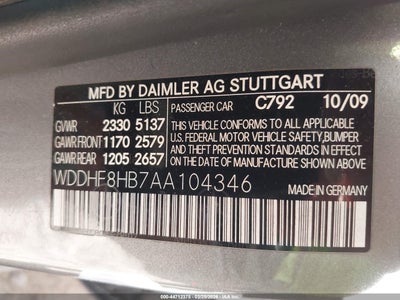 MFD BY DAIMLER AG STUTTGART
KG LBS PASSENGER CAR C792 10/09
GVWR 2330 5137 THIS VEHICLE CONFORMS TO ALL APPLICABLE
GAWR FRONT 1170 2579 FEDERAL MOTOR VEHICLE SAFETY, BUMPER
GAWR REAR 1205 2657 AND THEFT PREVENTION STANDARDS IN EFFECT
ON THE DATE OF MANUFACTURE SHOWN ABOVE.
WDDHF8HB7AA104346
MADE IN GERMANY